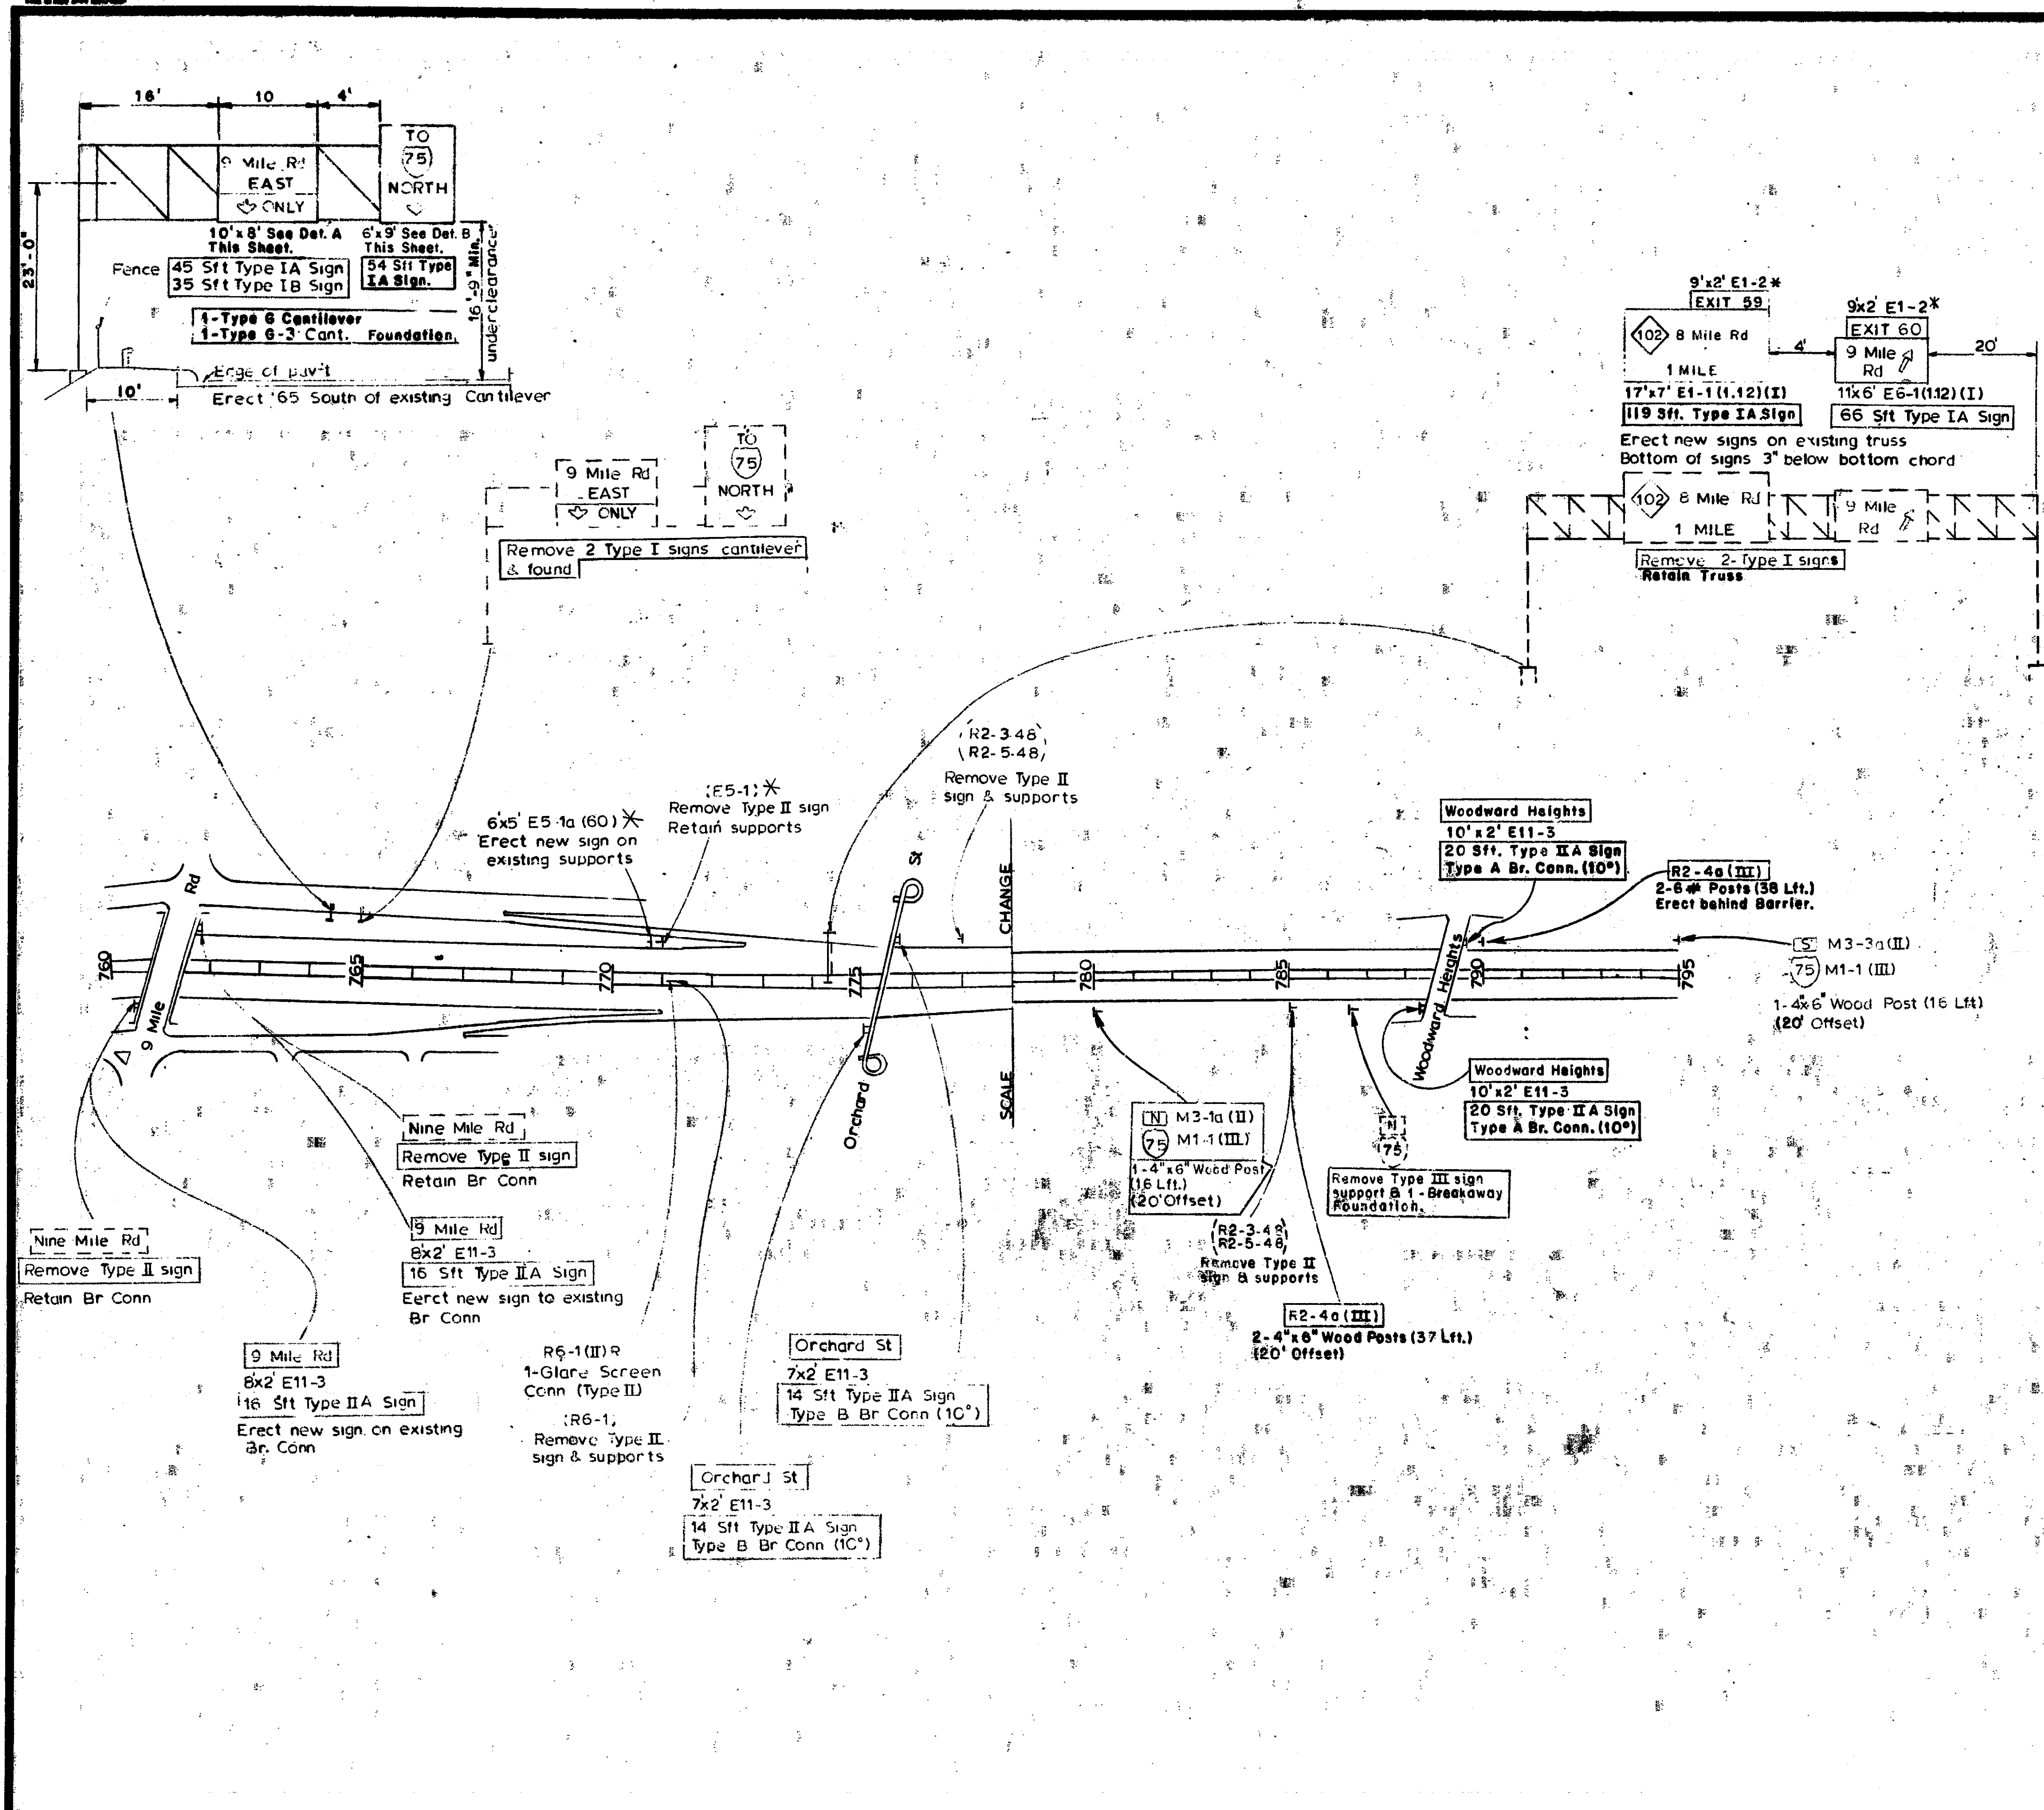 16' 10 4'
9 Mile Rd
EAST
ONLY
TO
75
NORTH
23'-0"
10'x8' See Det. A
This Sheet.
6'x9' See Det. B
This Sheet.
Fence
45 Sft Type IA Sign
35 Sft Type IB Sign
54 Sft Type
IA Sign.
16'-9" Min.
underclearance
1-Type G Cantilever
1-Type G-3 Cant. Foundation.
Edge of pav't
10'
Erect '65 South of existing Cantilever
9 Mile Rd
EAST
ONLY
TO
75
NORTH
Remove 2 Type I signs cantilever
& found
9'x2' E1-2*
EXIT 59
102 8 Mile Rd
1 MILE
4'
9x2' E1-2*
EXIT 60
9 Mile
Rd
20'
17'x7' E1-1 (1.12)(I)
119 Sft. Type IA Sign
11x6' E6-1(1.12)(I)
66 Sft Type IA Sign
Erect new signs on existing truss
Bottom of signs 3" below bottom chord
102 8 Mile Rd
1 MILE
9 Mile
Rd
Remove 2-Type I signs
Retain Truss
(R2-3-48)
(R2-5-48)
Remove Type II
sign & supports
(E5-1)*
Remove Type II sign
Retain supports
6'x5' E5-1a (60)*
Erect new sign on
existing supports
Woodward Heights
10'x2' E11-3
20 Sft. Type IIA Sign
Type A Br. Conn. (10°)
R2-4a (III)
2-6# Posts (38 Lft.)
Erect behind Barrier.
9 Mile Rd
Orchard St
SCALE CHANGE
Woodward Heights
760 765 770 775 780 785 790 795
S M3-3a (II)
75 M1-1 (III)
1-4"x6" Wood Post (16 Lft)
(20' Offset)
Woodward Heights
10'x2' E11-3
20 Sft. Type IIA Sign
Type A Br. Conn. (10°)
N M3-1a (II)
75 M1-1 (III)
1-4"x6" Wood Post
(16 Lft.)
(20' Offset)
N
75
Remove Type III sign
support & 1-Breakaway
Foundation.
(R2-3-48)
(R2-5-48)
Remove Type II
sign & supports
R2-4a (III)
2-4"x6" Wood Posts (37 Lft.)
(20' Offset)
Nine Mile Rd
Remove Type II sign
Retain Br Conn
Nine Mile Rd
Remove Type II sign
Retain Br Conn
9 Mile Rd
8x2' E11-3
16 Sft Type IIA Sign
Eerct new sign to existing
Br Conn
9 Mile Rd
8x2' E11-3
16 Sft Type IIA Sign
Erect new sign on existing
Br. Conn
R6-1(II)R
1-Glare Screen
Conn (Type II)
(R6-1)
Remove Type II
sign & supports
Orchard St
7x2' E11-3
14 Sft Type IIA Sign
Type B Br Conn (10°)
Orchard St
7x2' E11-3
14 Sft Type IIA Sign
Type B Br Conn (10°)